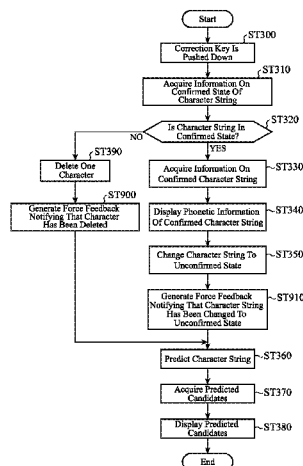 Start
ST300
Correction Key Is
Pushed Down
ST310
Acquire Information On
Confirmed State Of
Character String
ST320
Is Character String In
Confirmed State?
NO
YES
ST390
Delete One
Character
ST900
Generate Force Feedback
Notifying That Character
Has Been Deleted
ST330
Acquire Information On
Confirmed Character String
ST340
Display Phonetic Information
Of Confirmed Character String
ST350
Change Character String To
Unconfirmed State
ST910
Generate Force Feedback
Notifying That Character String
Has Been Changed To
Unconfirmed State
ST360
Predict Character String
ST370
Acquire Predicted
Candidates
ST380
Display Predicted
Candidates
End